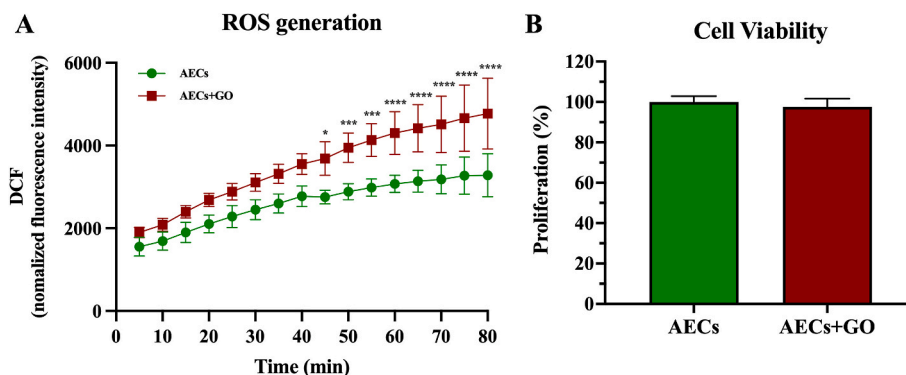 A
ROS generation
AECs
AECs+GO
6000
4000
2000
0
DCF
(nomalized fluorescence intensity)
* *** *** **** **** **** **** ****
0 10 20 30 40 50 60 70 80
Time (min)
B
Cell Viability
120
100
80
60
40
20
0
Proliferation (%)
AECs AECs+GO